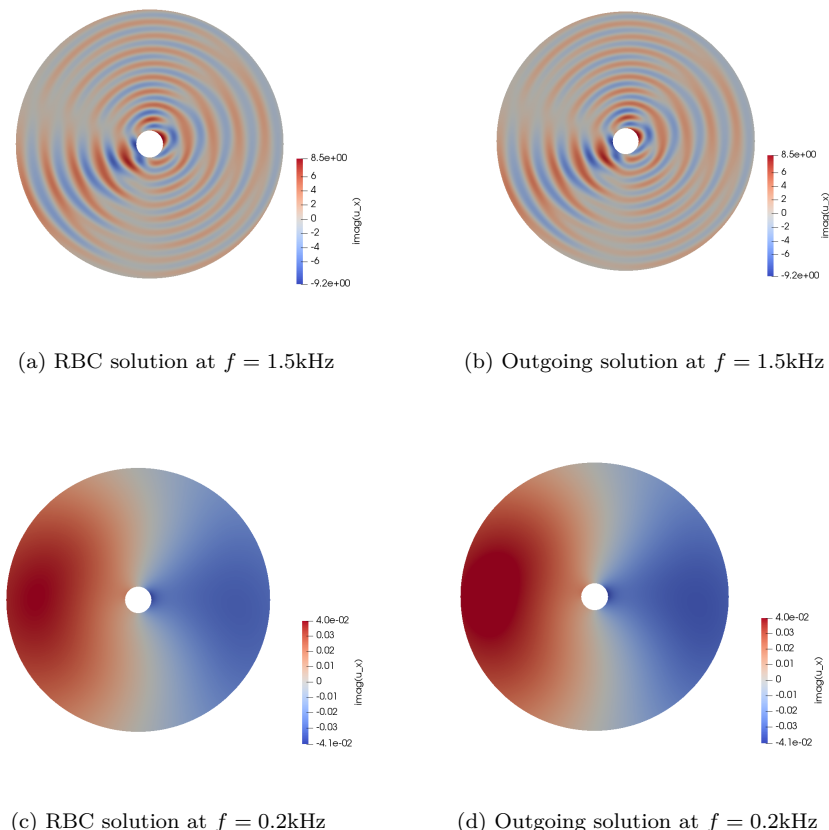 8.5e+00
6
4
2
0
-2
-4
-6
-9.2e+00
imag(u_x)
8.5e+00
6
4
2
0
-2
-4
-6
-9.2e+00
imag(u_x)
(a) RBC solution at f = 1.5kHz
(b) Outgoing solution at f = 1.5kHz
4.0e-02
0.03
0.02
0.01
0
-0.01
-0.02
-0.03
-4.1e-02
imag(u_x)
4.0e-02
0.03
0.02
0.01
0
-0.01
-0.02
-0.03
-4.1e-02
imag(u_x)
(c) RBC solution at f = 0.2kHz
(d) Outgoing solution at f = 0.2kHz